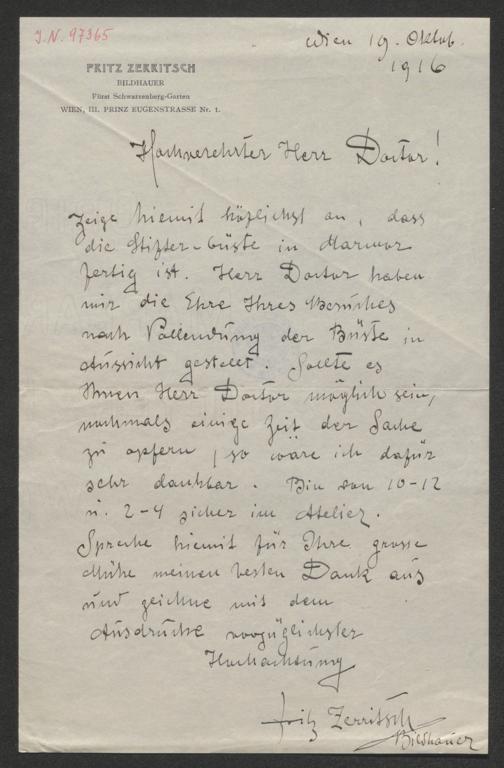 J.N. 97365
Wien 19. Oktob.
1916
FRITZ ZERRITSCH
BILDHAUER
Fürst Schwarzenberg-Garten
WIEN, III. PRINZ EUGENSTRASSE Nr. 1.
Hochverehrter Herr Doctor!
Zeige hiemit höflichst an, dass
die Stifter-büste in Marmor
fertig ist. Herr Doctor haben
mir die Ehre Ihres Besuches
nach Vollendung der Büste in
Aussicht gestellt. Sollte es
Ihnen Herr Doctor möglich sein,
nochmals einige Zeit der Sache
zu opfern, so wäre ich dafür
sehr dankbar. Bin von 10-12
u. 2-4 sicher im Atelier.
Spreche hiemit für Ihre grosse
Mühe meinen besten Dank aus
und zeichne mit dem
Ausdrucke vorzüglichster
Hochachtung
Fritz Zerritsch
Bildhauer